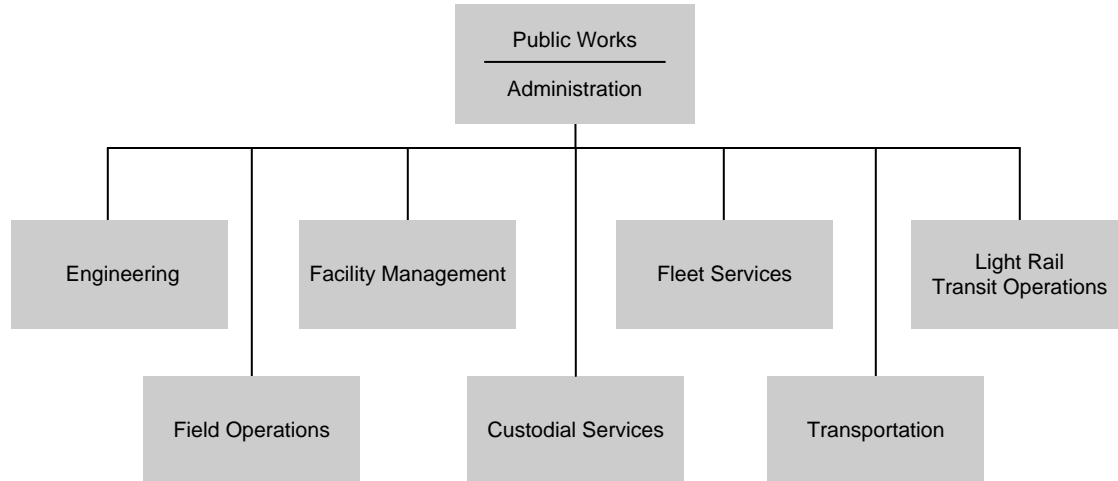 Public Works
Administration
Engineering
Facility Management
Fleet Services
Light Rail
Transit Operations
Field Operations
Custodial Services
Transportation